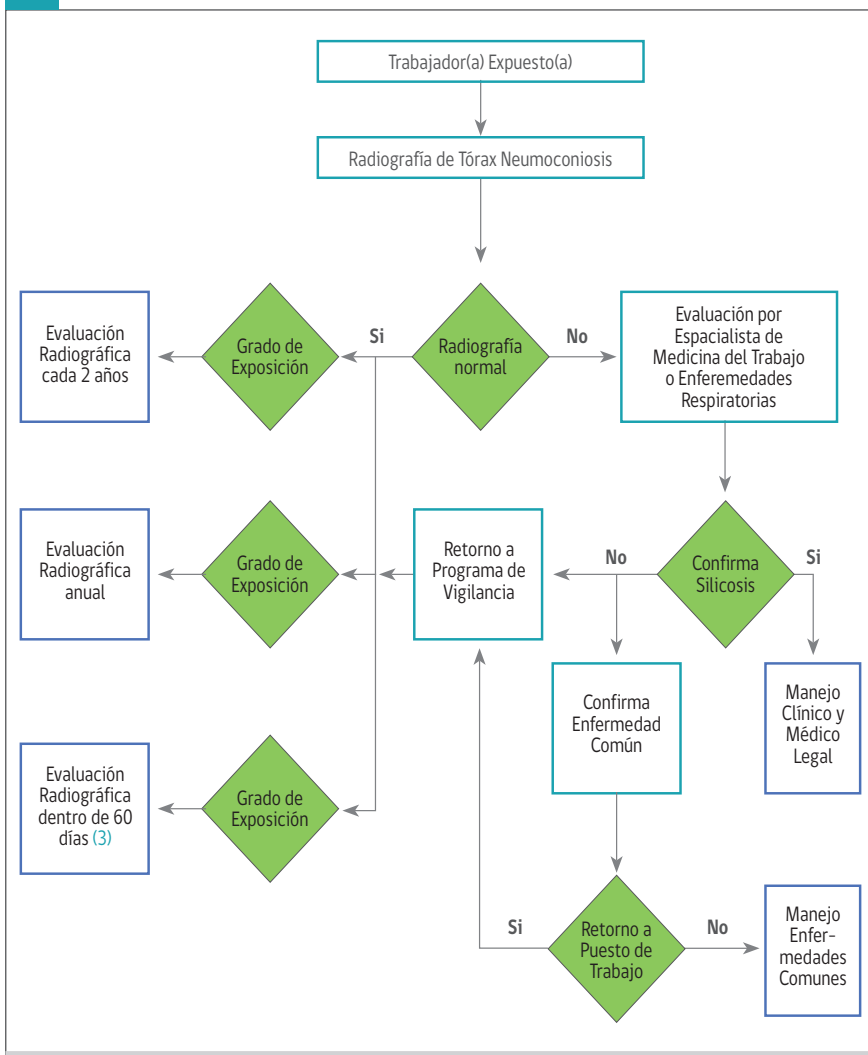 Trabajador(a) Expuesto(a)
Radiografía de Tórax Neumoconiosis
Evaluación
Radiográfica
cada 2 años
Grado de
Exposición
Si
Radiografía
normal
No
Evaluación por
Espacialista de
Medicina del Trabajo
o Enferemedades
Respiratorias
Evaluación
Radiográfica
anual
Grado de
Exposición
Retorno a
Programa de
Vigilancia
No
Confirma
Silicosis
Si
Confirma
Enfermedad
Común
Manejo
Clínico y
Médico
Legal
Evaluación
Radiográfica
dentro de 60
días (3)
Grado de
Exposición
Si
Retorno a
Puesto de
Trabajo
No
Manejo
Enfer-
medades
Comunes